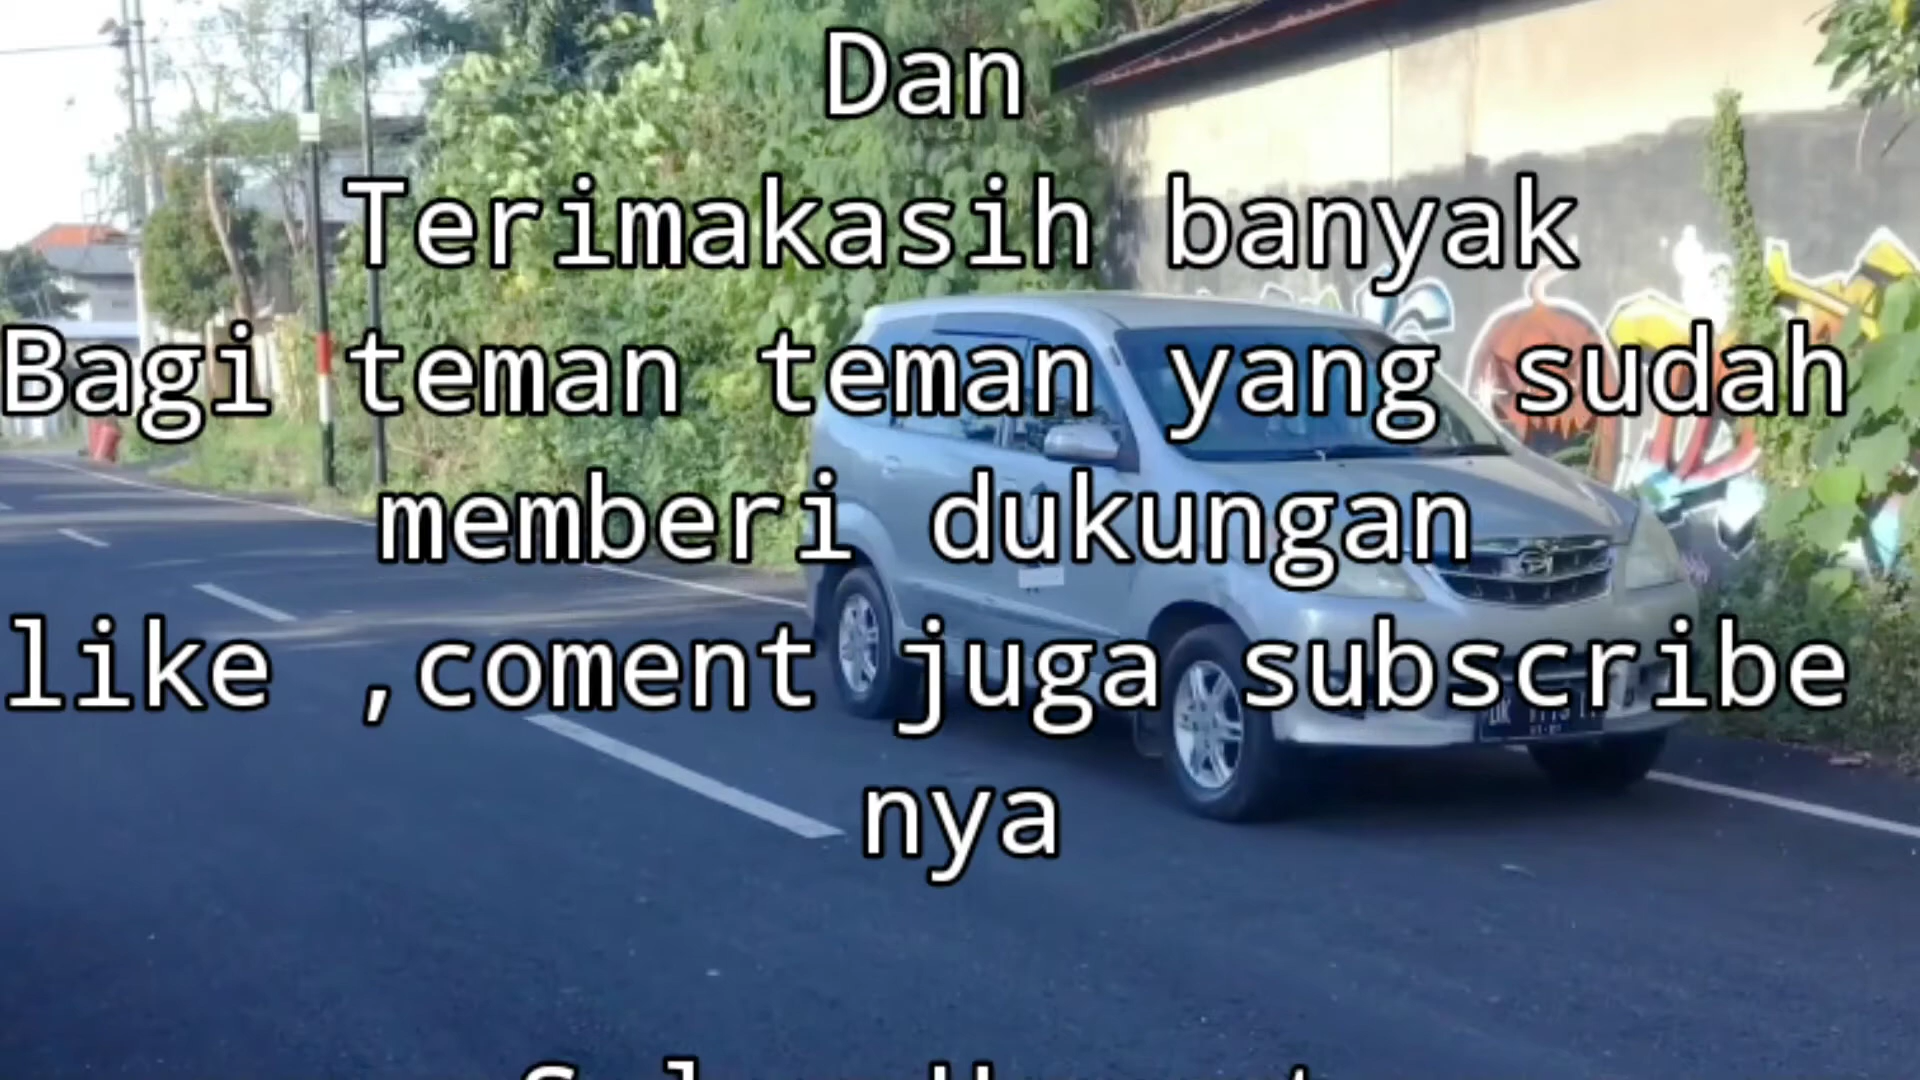 Dan
Terimakasih banyak
Bagi teman teman yang sudah
memberi dukungan
like ,coment juga subscribe
nya